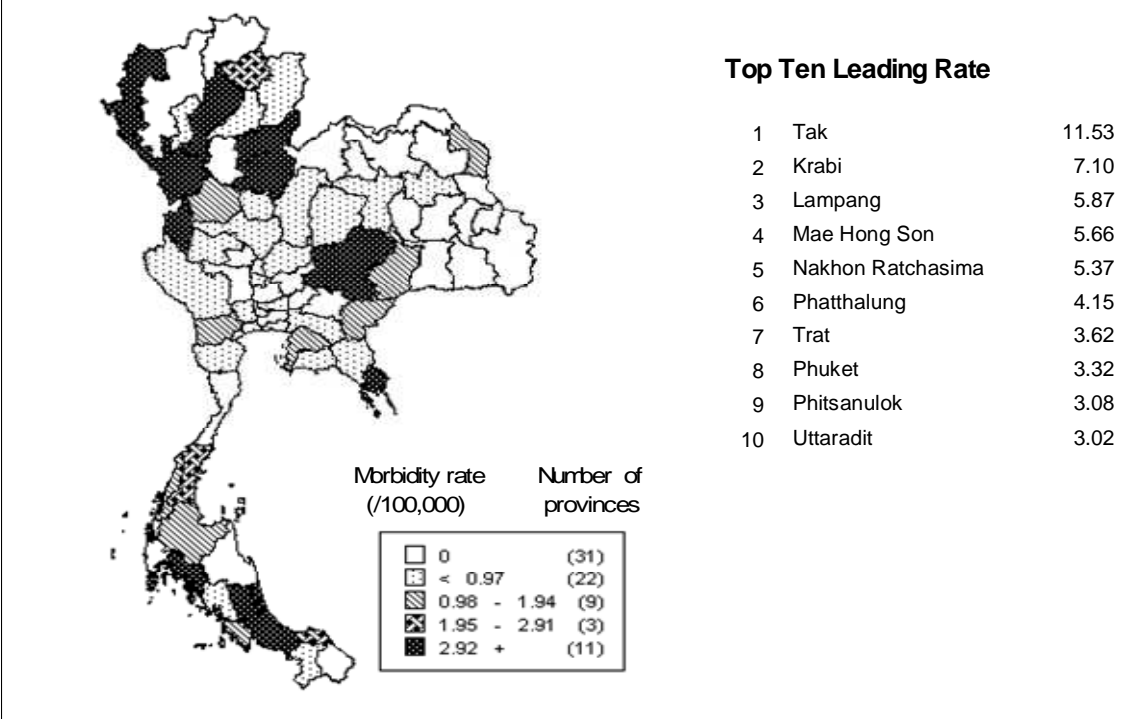 Top Ten Leading Rate
1 Tak 11.53
2 Krabi 7.10
3 Lampang 5.87
4 Mae Hong Son 5.66
5 Nakhon Ratchasima 5.37
6 Phatthalung 4.15
7 Trat 3.62
8 Phuket 3.32
9 Phitsanulok 3.08
10 Uttaradit 3.02
Morbidity rate Number of
(/100,000) provinces
0 (31)
< 0.97 (22)
0.98 - 1.94 (9)
1.95 - 2.91 (3)
2.92 + (11)